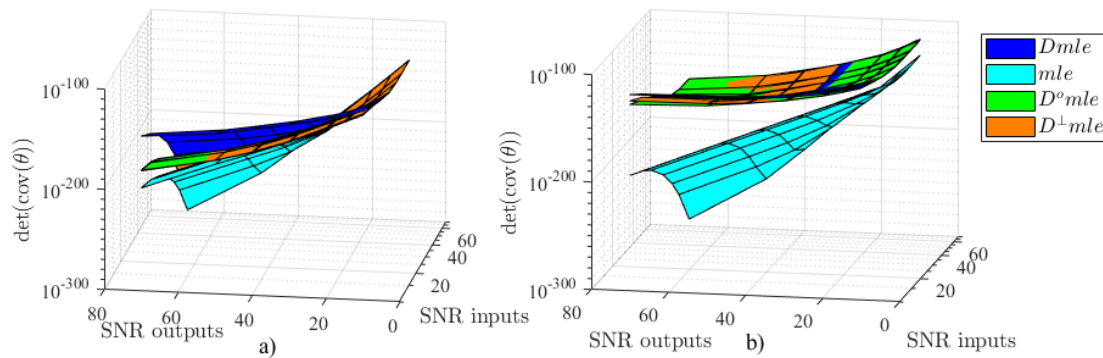 det(cov(θ))
10^-100
10^-200
10^-300
80
60
40
20
0
SNR outputs
20
40
60
SNR inputs
a)
det(cov(θ))
10^-100
10^-200
10^-300
80
60
40
20
0
SNR outputs
20
40
60
SNR inputs
b)
Dmle
mle
D^o mle
D^⊥ mle